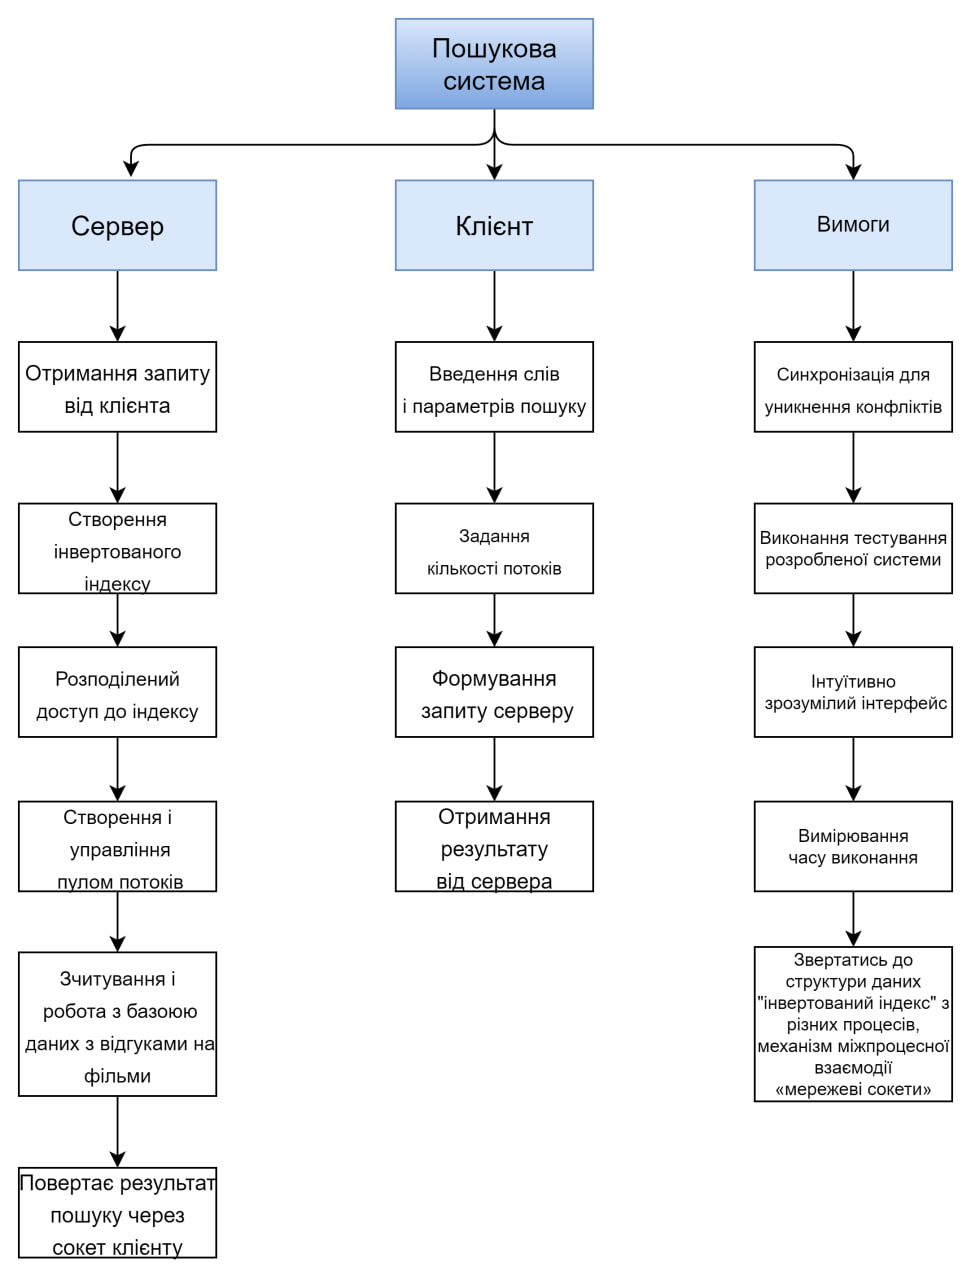 Пошукова
система
Сервер
Клієнт
Вимоги
Отримання запиту
від клієнта
Створення
інвертованого
індексу
Розподілений
доступ до індексу
Створення і
управління
пулом потоків
Зчитування і
робота з базоюю
даних з відгуками на
фільми
Повертає результат
пошуку через
сокет клієнту
Введення слів
і параметрів пошуку
Задання
кількості потоків
Формування
запиту серверу
Отримання
результату
від сервера
Синхронізація для
уникнення конфліктів
Виконання тестування
розробленої системи
Інтуїтивно
зрозумілий інтерфейс
Вимірювання
часу виконання
Звертатись до
структури даних
"інвертований індекс" з
різних процесів,
механізм міжпроцесної
взаємодії
«мережеві сокети»